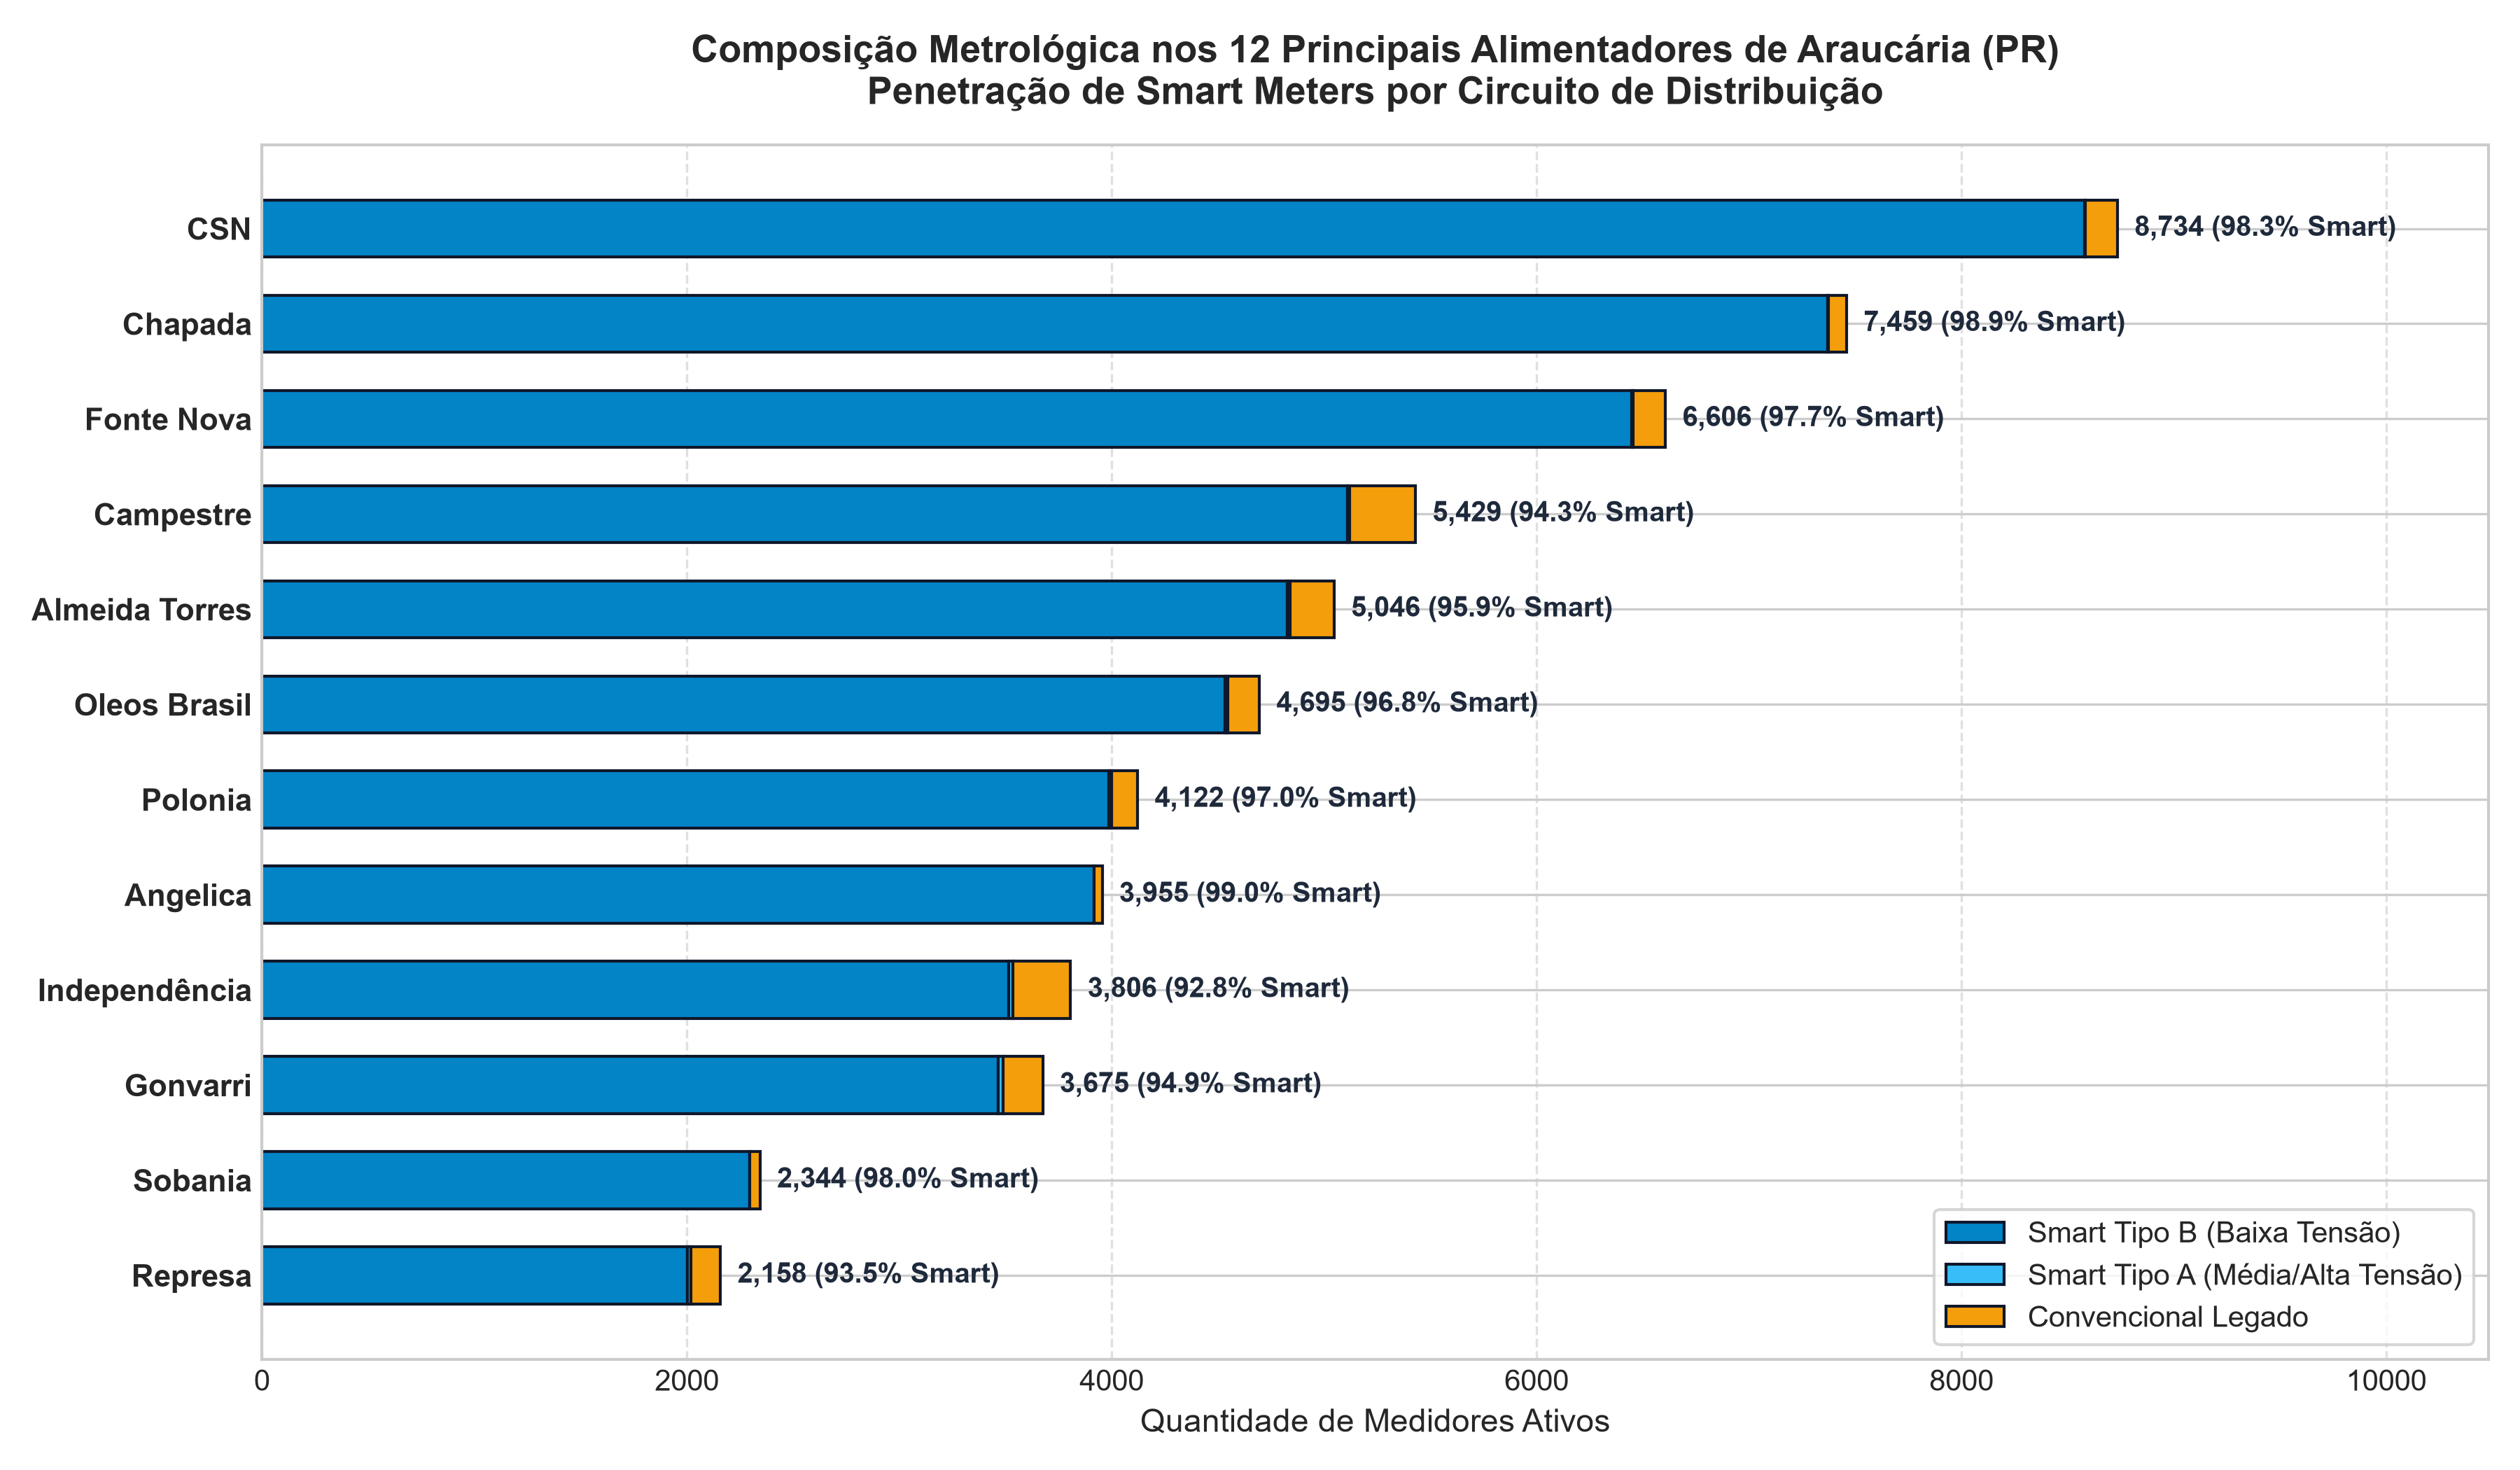 Composição Metrológica nos 12 Principais Alimentadores de Araucária (PR)
Penetração de Smart Meters por Circuito de Distribuição
CSN
8,734 (98.3% Smart)
Chapada
7,459 (98.9% Smart)
Fonte Nova
6,606 (97.7% Smart)
Campestre
5,429 (94.3% Smart)
Almeida Torres
5,046 (95.9% Smart)
Oleos Brasil
4,695 (96.8% Smart)
Polonia
4,122 (97.0% Smart)
Angelica
3,955 (99.0% Smart)
Independência
3,806 (92.8% Smart)
Gonvarri
3,675 (94.9% Smart)
Sobania
2,344 (98.0% Smart)
Represa
2,158 (93.5% Smart)
Smart Tipo B (Baixa Tensão)
Smart Tipo A (Média/Alta Tensão)
Convencional Legado
0 2000 4000 6000 8000 10000
Quantidade de Medidores Ativos